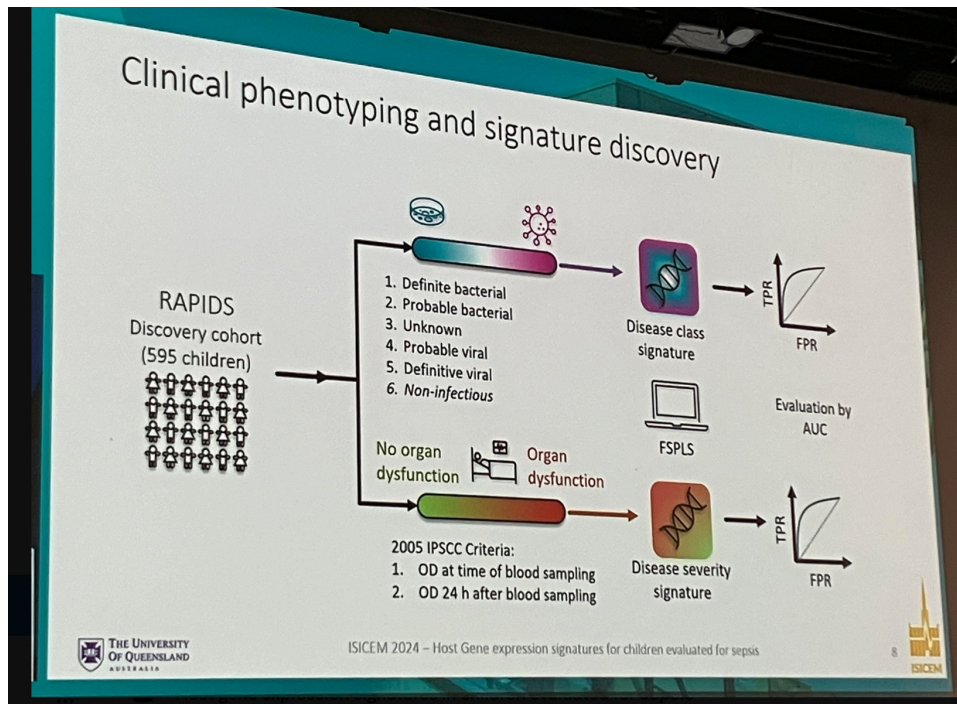 Clinical phenotyping and signature discovery
RAPIDS
Discovery cohort
(595 children)
1. Definite bacterial
2. Probable bacterial
3. Unknown
4. Probable viral
5. Definitive viral
6. Non-infectious
Disease class
signature
TPR
FPR
FSPLS
Evaluation by
AUC
No organ
dysfunction
Organ
dysfunction
2005 IPSCC Criteria:
1. OD at time of blood sampling
2. OD 24 h after blood sampling
Disease severity
signature
TPR
FPR
THE UNIVERSITY
OF QUEENSLAND
AUSTRALIA
ISICEM 2024 – Host Gene expression signatures for children evaluated for sepsis
8
ISICEM